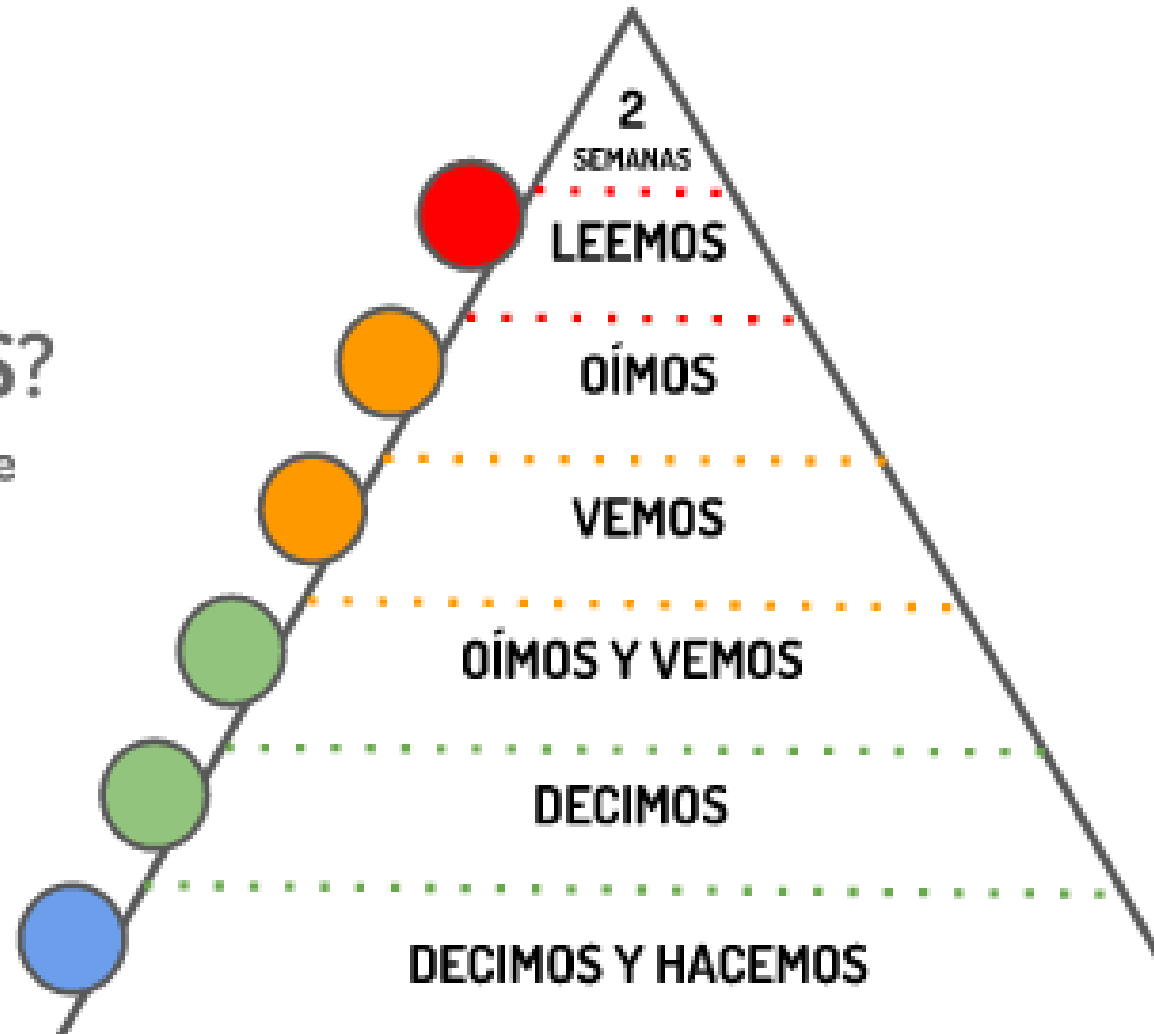 2
SEMANAS
LEEMOS
OÍMOS
S?
e
VEMOS
OÍMOS Y VEMOS
DECIMOS
DECIMOS Y HACEMOS